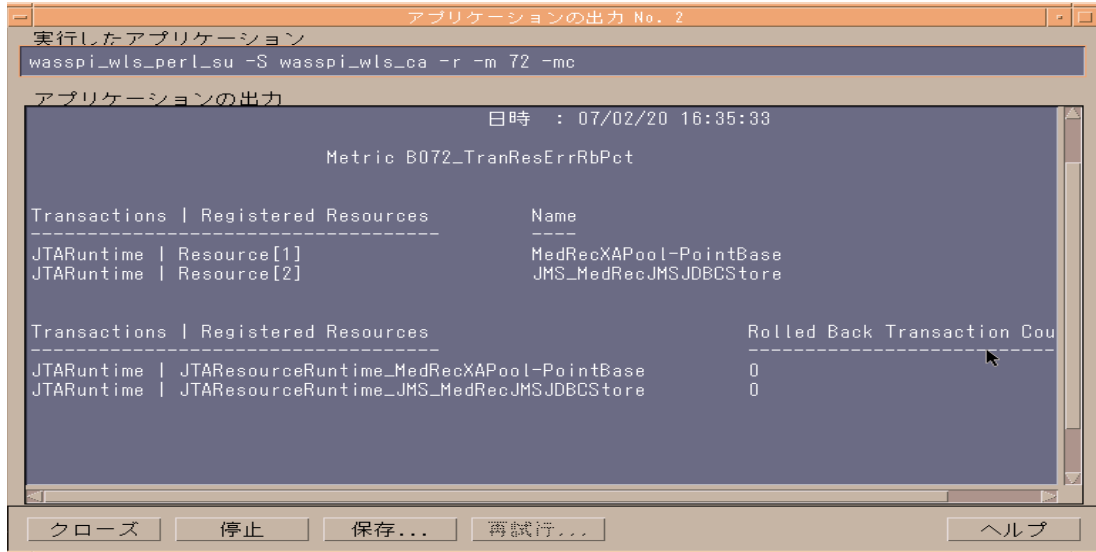 アプリケーションの出力 No. 2
実行したアプリケーション
wasspi_wls_perl_su -S wasspi_wls_ca -r -m 72 -mc
アプリケーションの出力
日時 : 07/02/20 16:35:33
Metric B072_TranResErrRbPct
Transactions | Registered Resources Name
------------------------------------- ----
JTARuntime | Resource[1] MedRecXAPool-PointBase
JTARuntime | Resource[2] JMS_MedRecJMSJDBCStore
Transactions | Registered Resources Rolled Back Transaction Cou
------------------------------------- ----------------------------
JTARuntime | JTAResourceRuntime_MedRecXAPool-PointBase 0
JTARuntime | JTAResourceRuntime_JMS_MedRecJMSJDBCStore 0
クローズ 停止 保存... 再試行... ヘルプ